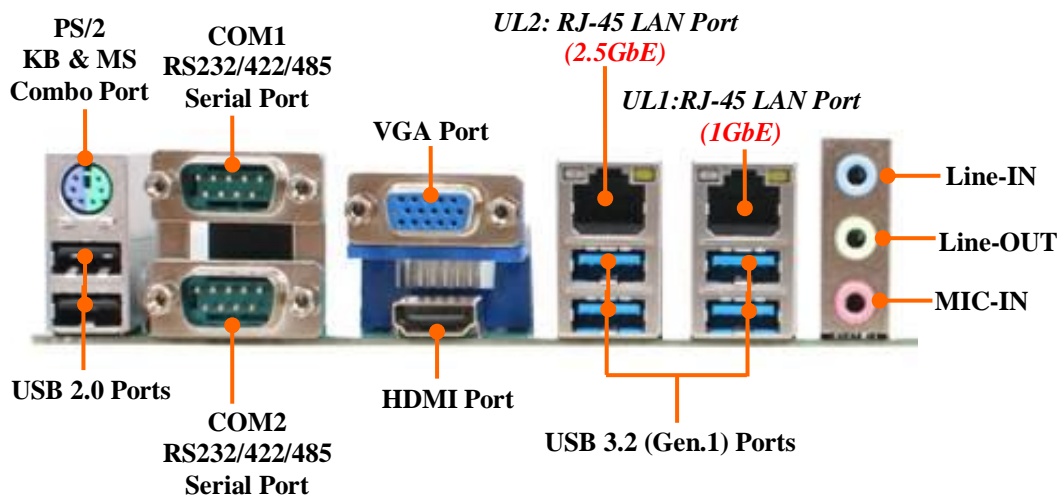 PS/2
KB & MS
Combo Port
COM1
RS232/422/485
Serial Port
VGA Port
UL2: RJ-45 LAN Port
(2.5GbE)
UL1:RJ-45 LAN Port
(1GbE)
Line-IN
Line-OUT
MIC-IN
USB 2.0 Ports
COM2
RS232/422/485
Serial Port
HDMI Port
USB 3.2 (Gen.1) Ports